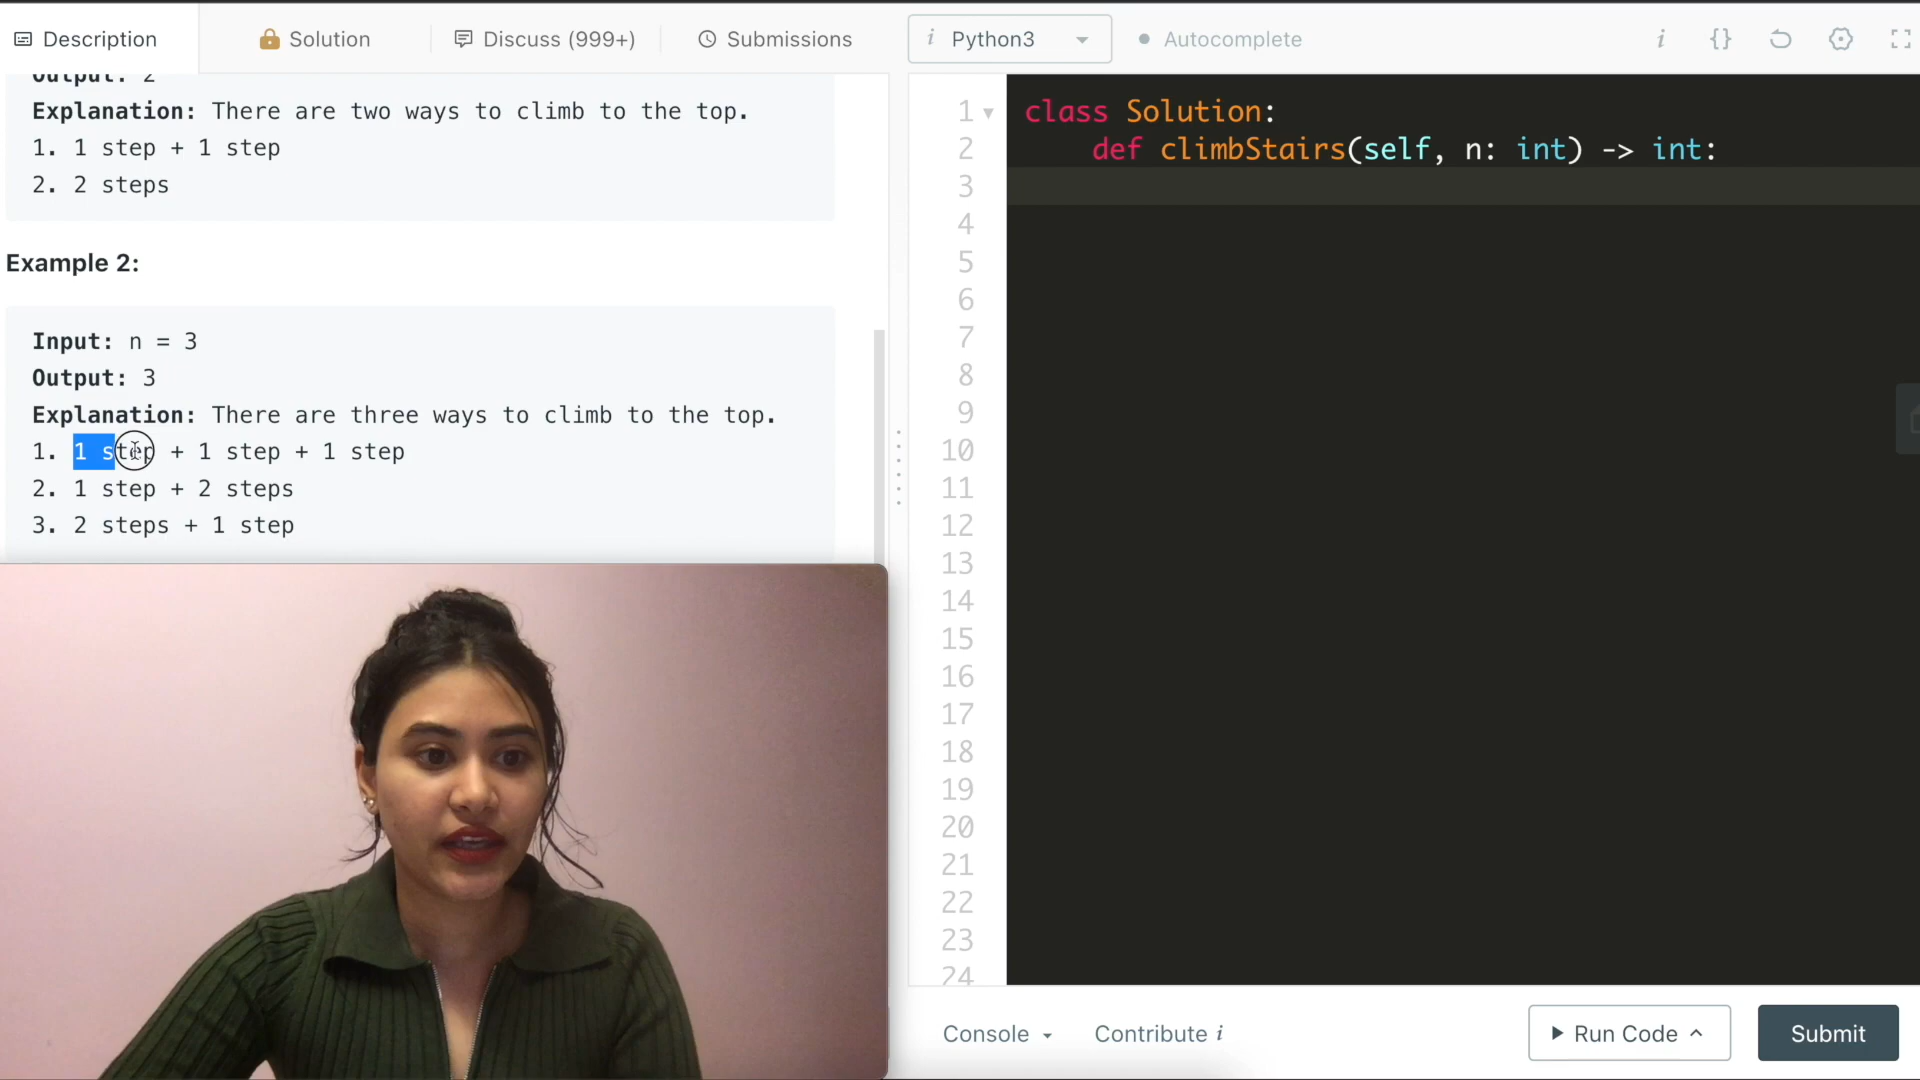 Description Solution Discuss (999+) Submissions
i Python3 Autocomplete i {}
Output: 2
Explanation: There are two ways to climb to the top.
1. 1 step + 1 step
2. 2 steps
Example 2:
Input: n = 3
Output: 3
Explanation: There are three ways to climb to the top.
1. 1 step + 1 step + 1 step
2. 1 step + 2 steps
3. 2 steps + 1 step
1 class Solution:
2 def climbStairs(self, n: int) -> int:
3
4
5
6
7
8
9
10
11
12
13
14
15
16
17
18
19
20
21
22
23
24
Console Contribute i Run Code Submit